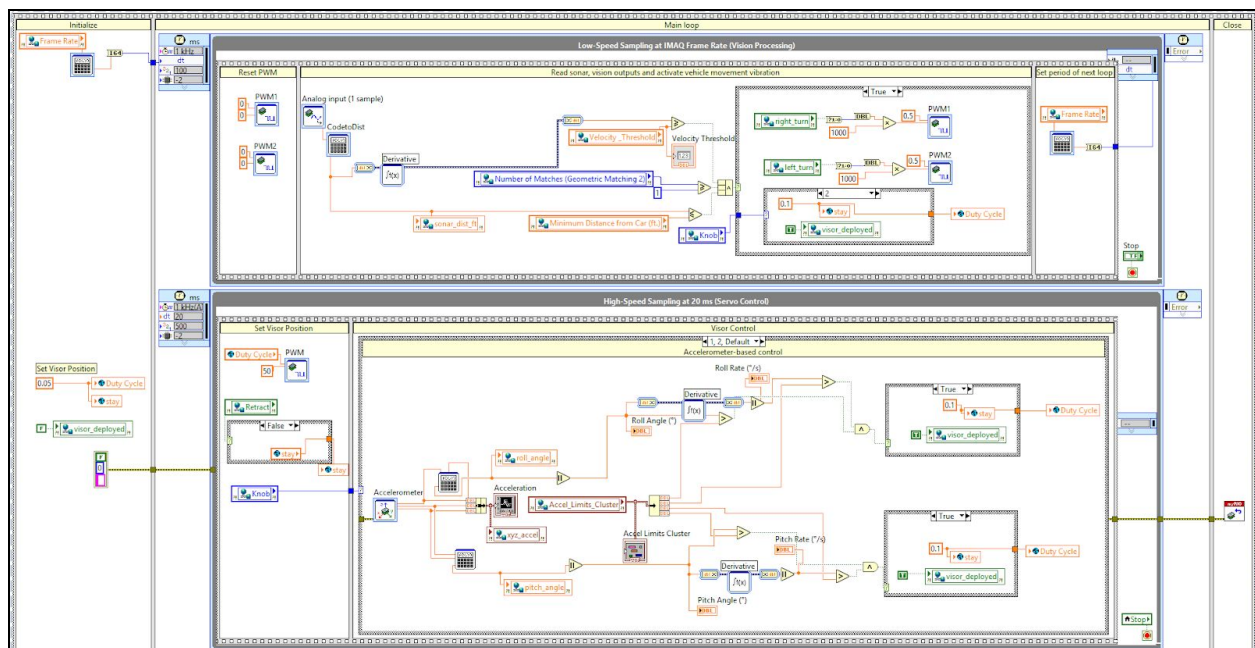 Initialize
Main loop
Close
Frame Rate
I64
ms
1 kHz
dt
100
-2
Low-Speed Sampling at IMAQ Frame Rate (Vision Processing)
Error
dt
Reset PWM
Read sonar, vision outputs and activate vehicle movement vibration
Set period of next loop
0
0
PWM1
0
0
PWM2
Analog input (1 sample)
CodetoDist
Derivative
f(x)
Velocity_Threshold
Velocity Threshold
123
Number of Matches (Geometric Matching 2)
1
sonar_dist_ft
Minimum Distance from Car (ft.)
Knob
True
right_turn
?1:0
DBL
1000
0.5
PWM1
left_turn
?1:0
DBL
1000
0.5
PWM2
2
0.1
stay
T
visor_deployed
Duty Cycle
Frame Rate
I64
Stop
TF
ms
dt
20
500
-2
High-Speed Sampling at 20 ms (Servo Control)
Error
Set Visor Position
Visor Control
1, 2, Default
Accelerometer-based control
Set Visor Position
0.05
Duty Cycle
stay
F
visor_deployed
F
0
Duty Cycle
50
PWM
Retract
False
stay
stay
Knob
Accelerometer
roll_angle
Acceleration
xyz_accel
pitch_angle
Accel_Limits_Cluster
Accel Limits Cluster
Roll Rate (°/s)
DBL
Derivative
f(x)
Roll Angle (°)
DBL
Pitch Rate (°/s)
DBL
Derivative
f(x)
Pitch Angle (°)
DBL
True
0.1
stay
T
visor_deployed
Duty Cycle
True
0.1
stay
T
visor_deployed
Duty Cycle
Stop